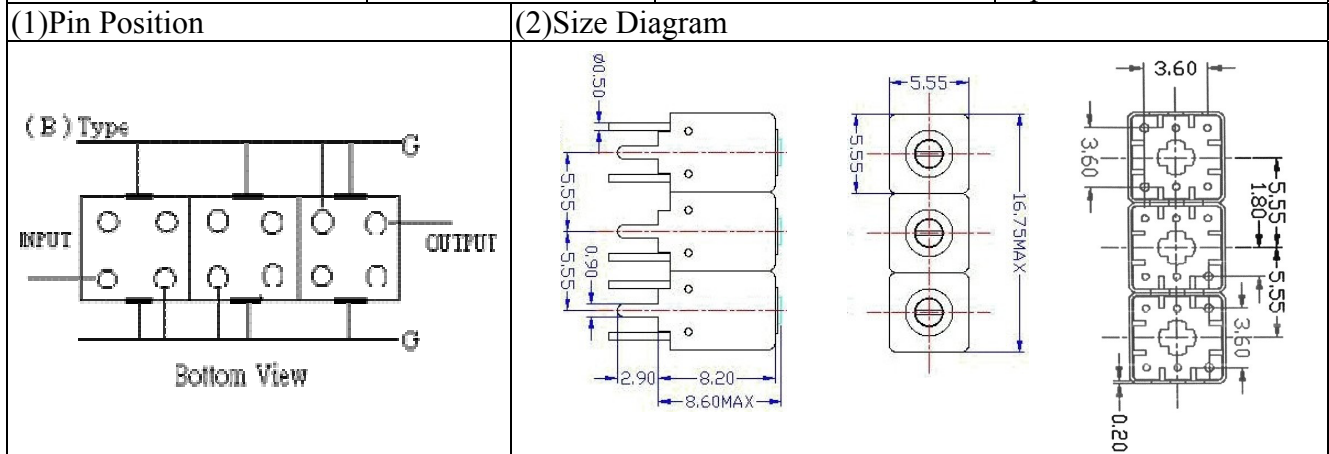 (1)Pin Position
(2)Size Diagram
(B)Type
G
INPUT
OUTPUT
G
Bottom View
ø0.50
5.55
5.55
0.90
2.90
8.20
8.60MAX
5.55
5.55
16.75MAX
3.60
3.60
5.55
1.80
5.55
3.60
0.20